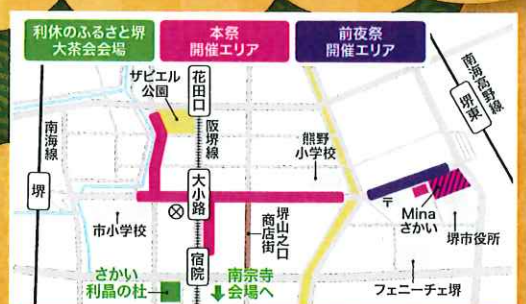 利休のふるさと堺
大茶会会場
本祭
開催エリア
前夜祭
開催エリア
ザビエル
公園
花田口
阪堺線
南海高野線
堺東
南海線
堺
熊野
小学校
大小路
市小学校
宿院
堺山之口
商店街
〒
Mina
さかい
堺市役所
さかい
利晶の杜
南宗寺
会場へ
フェニーチェ堺